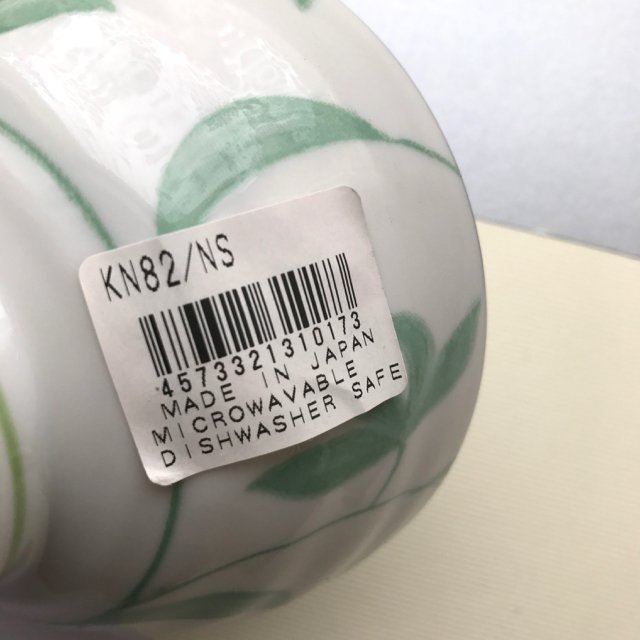 KN82/NS
4573321310173
MADE IN JAPAN
MICROWAVABLE
DISHWASHER SAFE